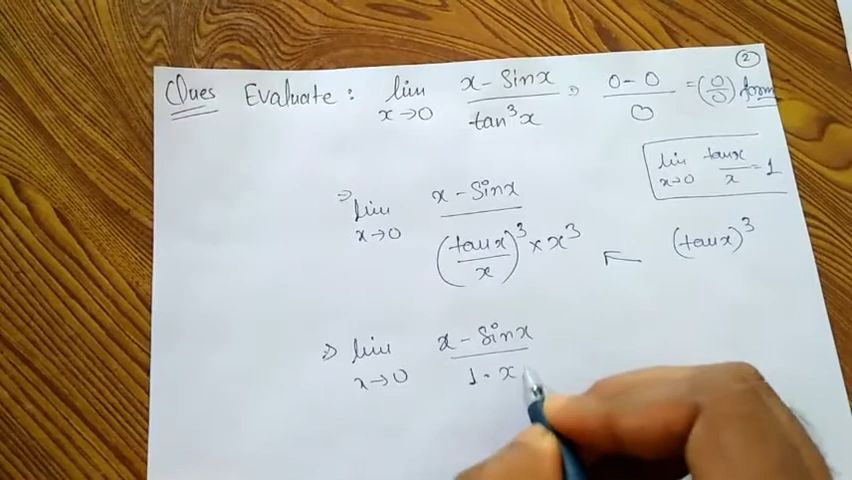 Ques Evaluate: lim x→0 (x - Sinx)/(tan³x) ⇒ (0-0)/0 = (0/0) form ②
lim x→0 tanx/x = 1
⇒ lim x→0 (x - Sinx)/((tanx/x)³ × x³) ← (tanx)³
⇒ lim x→0 (x - Sinx)/(1. x